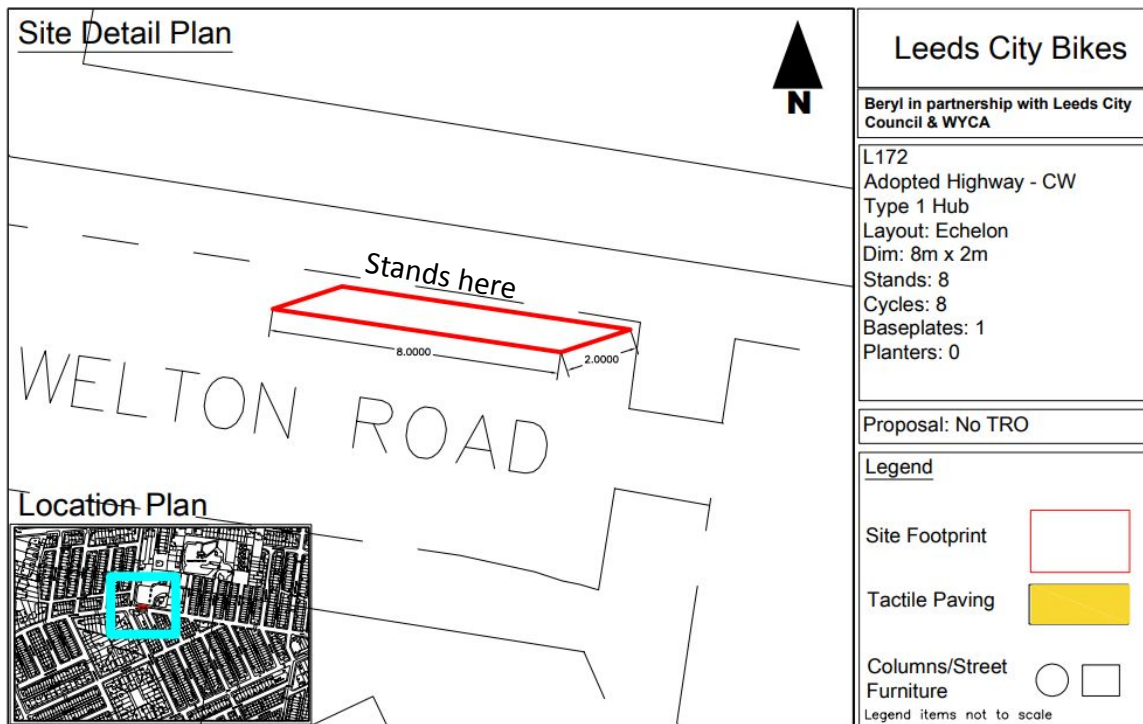 Site Detail Plan
N
Stands here
8.0000
2.0000
WELTON ROAD
Location Plan
Leeds City Bikes
Beryl in partnership with Leeds City
Council & WYCA
L172
Adopted Highway - CW
Type 1 Hub
Layout: Echelon
Dim: 8m x 2m
Stands: 8
Cycles: 8
Baseplates: 1
Planters: 0
Proposal: No TRO
Legend
Site Footprint
Tactile Paving
Columns/Street
Furniture
Legend items not to scale